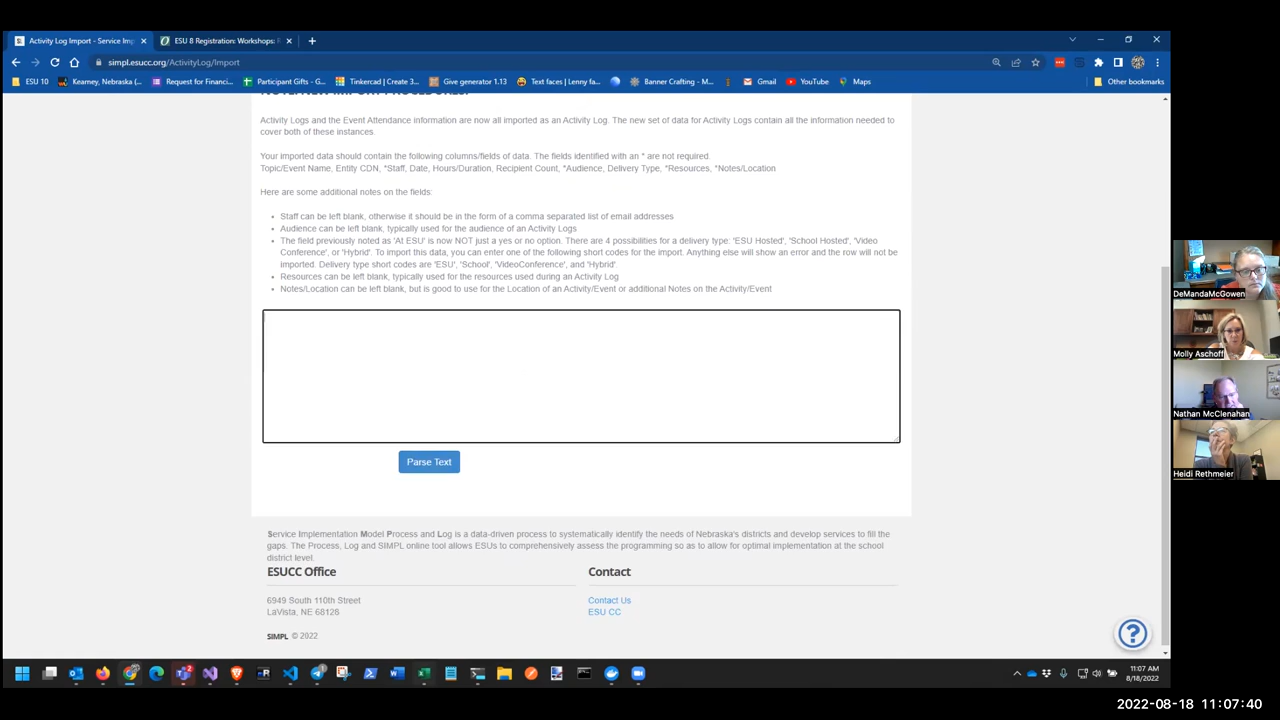 Activity Log Import - Service Im
ESU 8 Registration: Workshops:
simpl.esucc.org/ActivityLog/Import
ESU 10
Kearney, Nebraska (...
Request for Financi...
Participant Gifts - G...
Tinkercad | Create 3...
Give generator 1.13
Text faces | Lenny fa...
Banner Crafting - M...
Gmail
YouTube
Maps
Other bookmarks
Activity Logs and the Event Attendance information are now all imported as an Activity Log. The new set of data for Activity Logs contain all the information needed to
cover both of these instances.
Your imported data should contain the following columns/fields of data. The fields identified with an * are not required.
Topic/Event Name, Entity CDN, *Staff, Date, Hours/Duration, Recipient Count, *Audience, Delivery Type, *Resources, *Notes/Location
Here are some additional notes on the fields:
• Staff can be left blank, otherwise it should be in the form of a comma separated list of email addresses
• Audience can be left blank, typically used for the audience of an Activity Logs
• The field previously noted as 'At ESU' is now NOT just a yes or no option. There are 4 possibilities for a delivery type: 'ESU Hosted', 'School Hosted', 'Video
Conference', or 'Hybrid'. To import this data, you can enter one of the following short codes for the import. Anything else will show an error and the row will not be
imported. Delivery type short codes are 'ESU', 'School', 'VideoConference', and 'Hybrid'.
• Resources can be left blank, typically used for the resources used during an Activity Log
• Notes/Location can be left blank, but is good to use for the Location of an Activity/Event or additional Notes on the Activity/Event
Parse Text
Service Implementation Model Process and Log is a data-driven process to systematically identify the needs of Nebraska's districts and develop services to fill the
gaps. The Process, Log and SIMPL online tool allows ESUs to comprehensively assess the programming so as to allow for optimal implementation at the school
district level.
ESUCC Office
Contact
6949 South 110th Street
LaVista, NE 68128
Contact Us
ESU CC
SIMPL © 2022
DeMandaMcGowen
Molly Aschoff
Nathan McClenahan
Heidi Rethmeier
11:07 AM
8/18/2022
2022-08-18 11:07:40